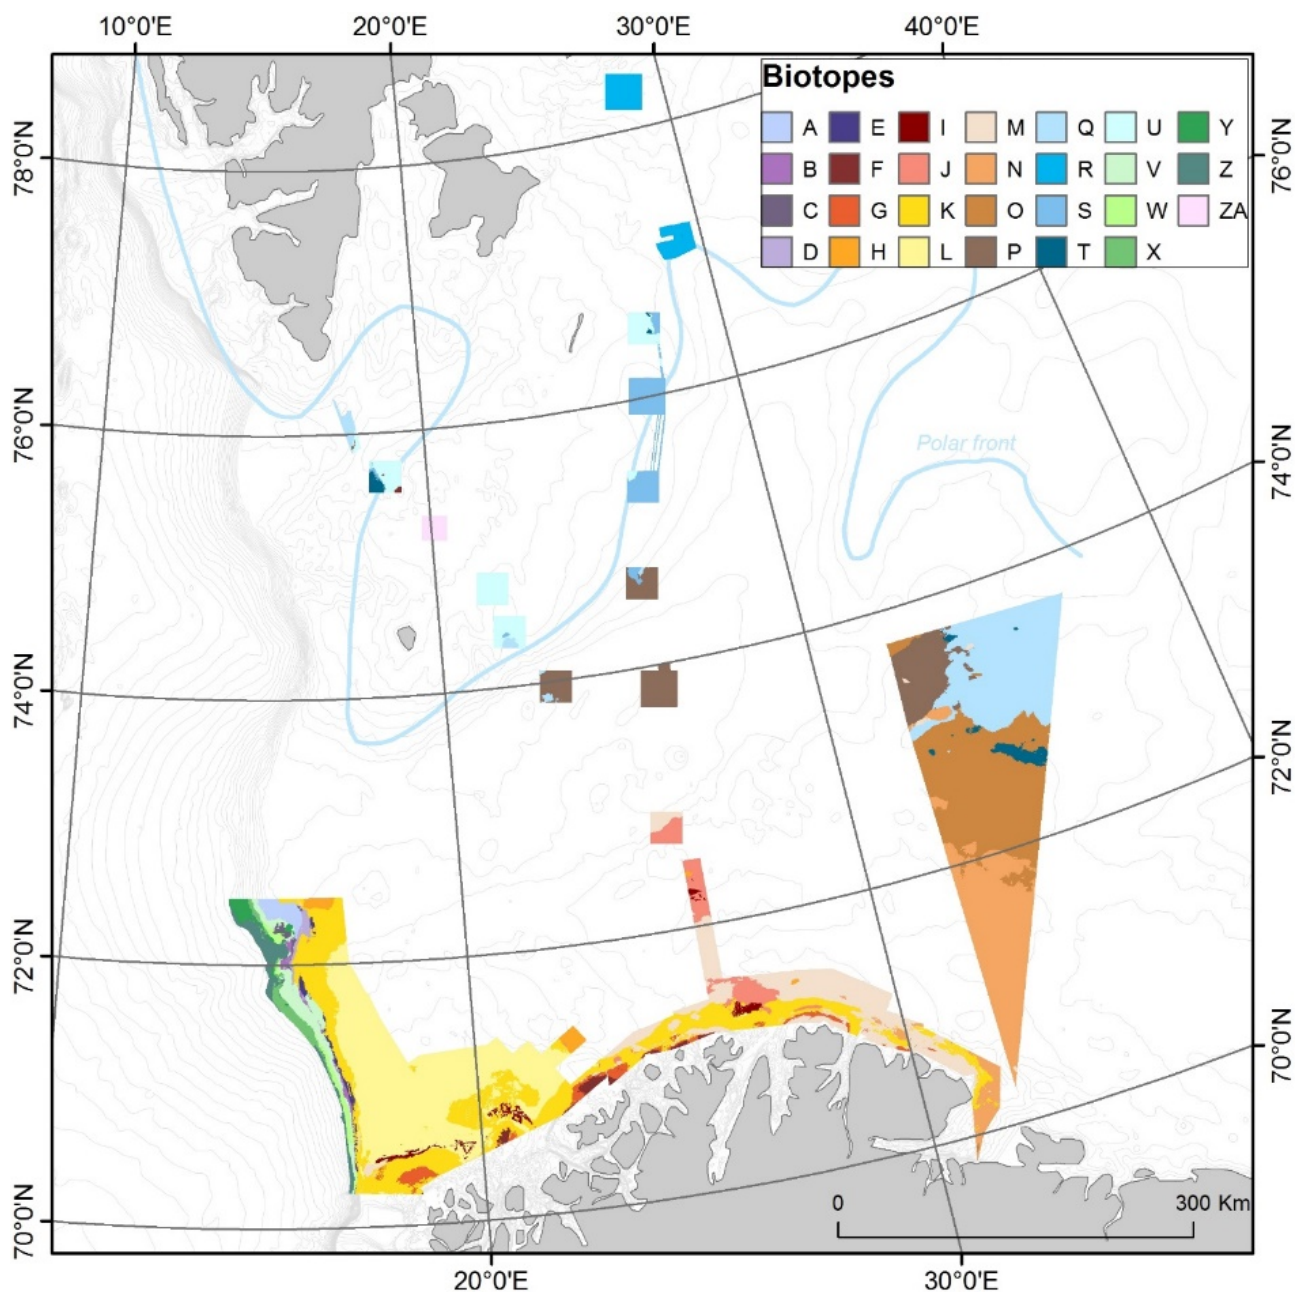 10°0'E 20°0'E 30°0'E 40°0'E
Biotopes
A E I M Q U Y
B F J N R V Z
C G K O S W ZA
D H L P T X
78°0'N
76°0'N
76°0'N
74°0'N
Polar front
74°0'N
72°0'N
72°0'N
70°0'N
70°0'N
0 300 Km
20°0'E 30°0'E